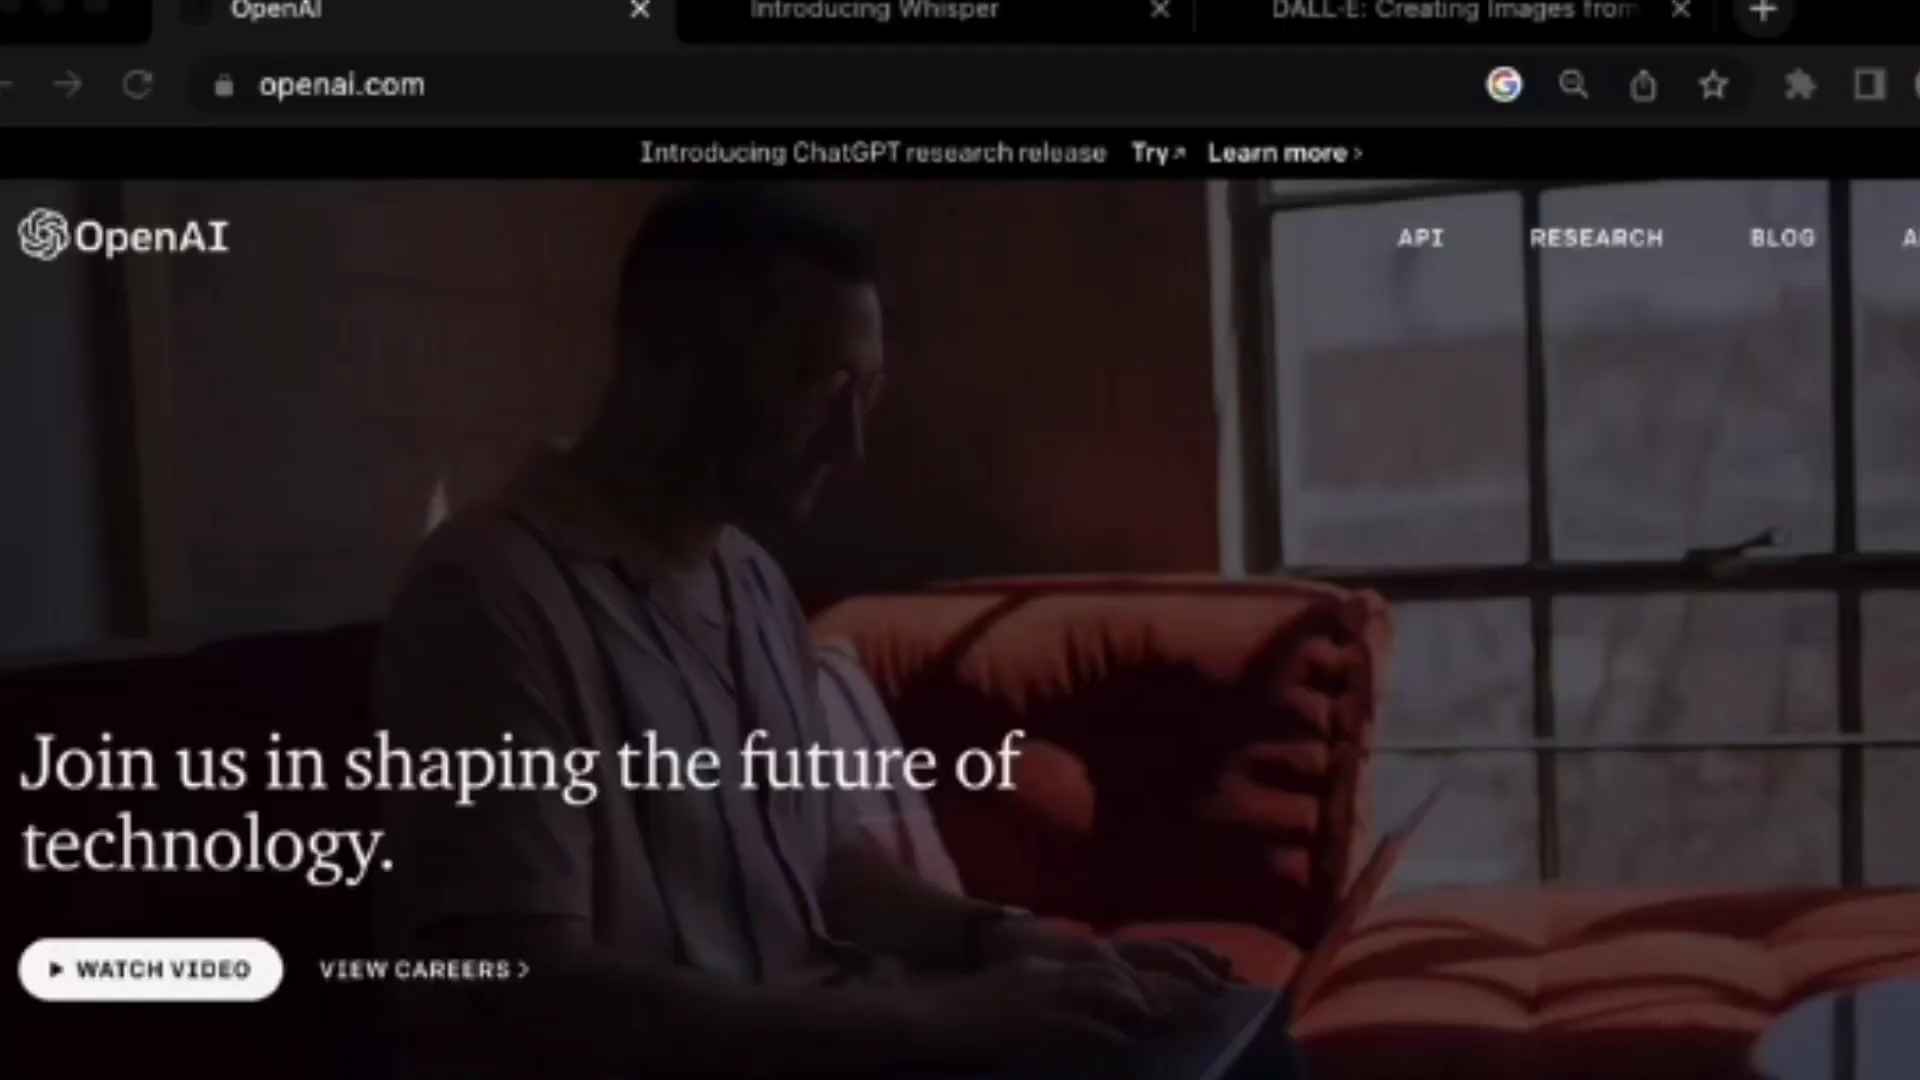 OpenAI
Introducing Whisper
DALL·E: Creating Images from
openai.com
Introducing ChatGPT research release Try↗ Learn more ›
OpenAI
API RESEARCH BLOG
Join us in shaping the future of
technology.
WATCH VIDEO VIEW CAREERS >